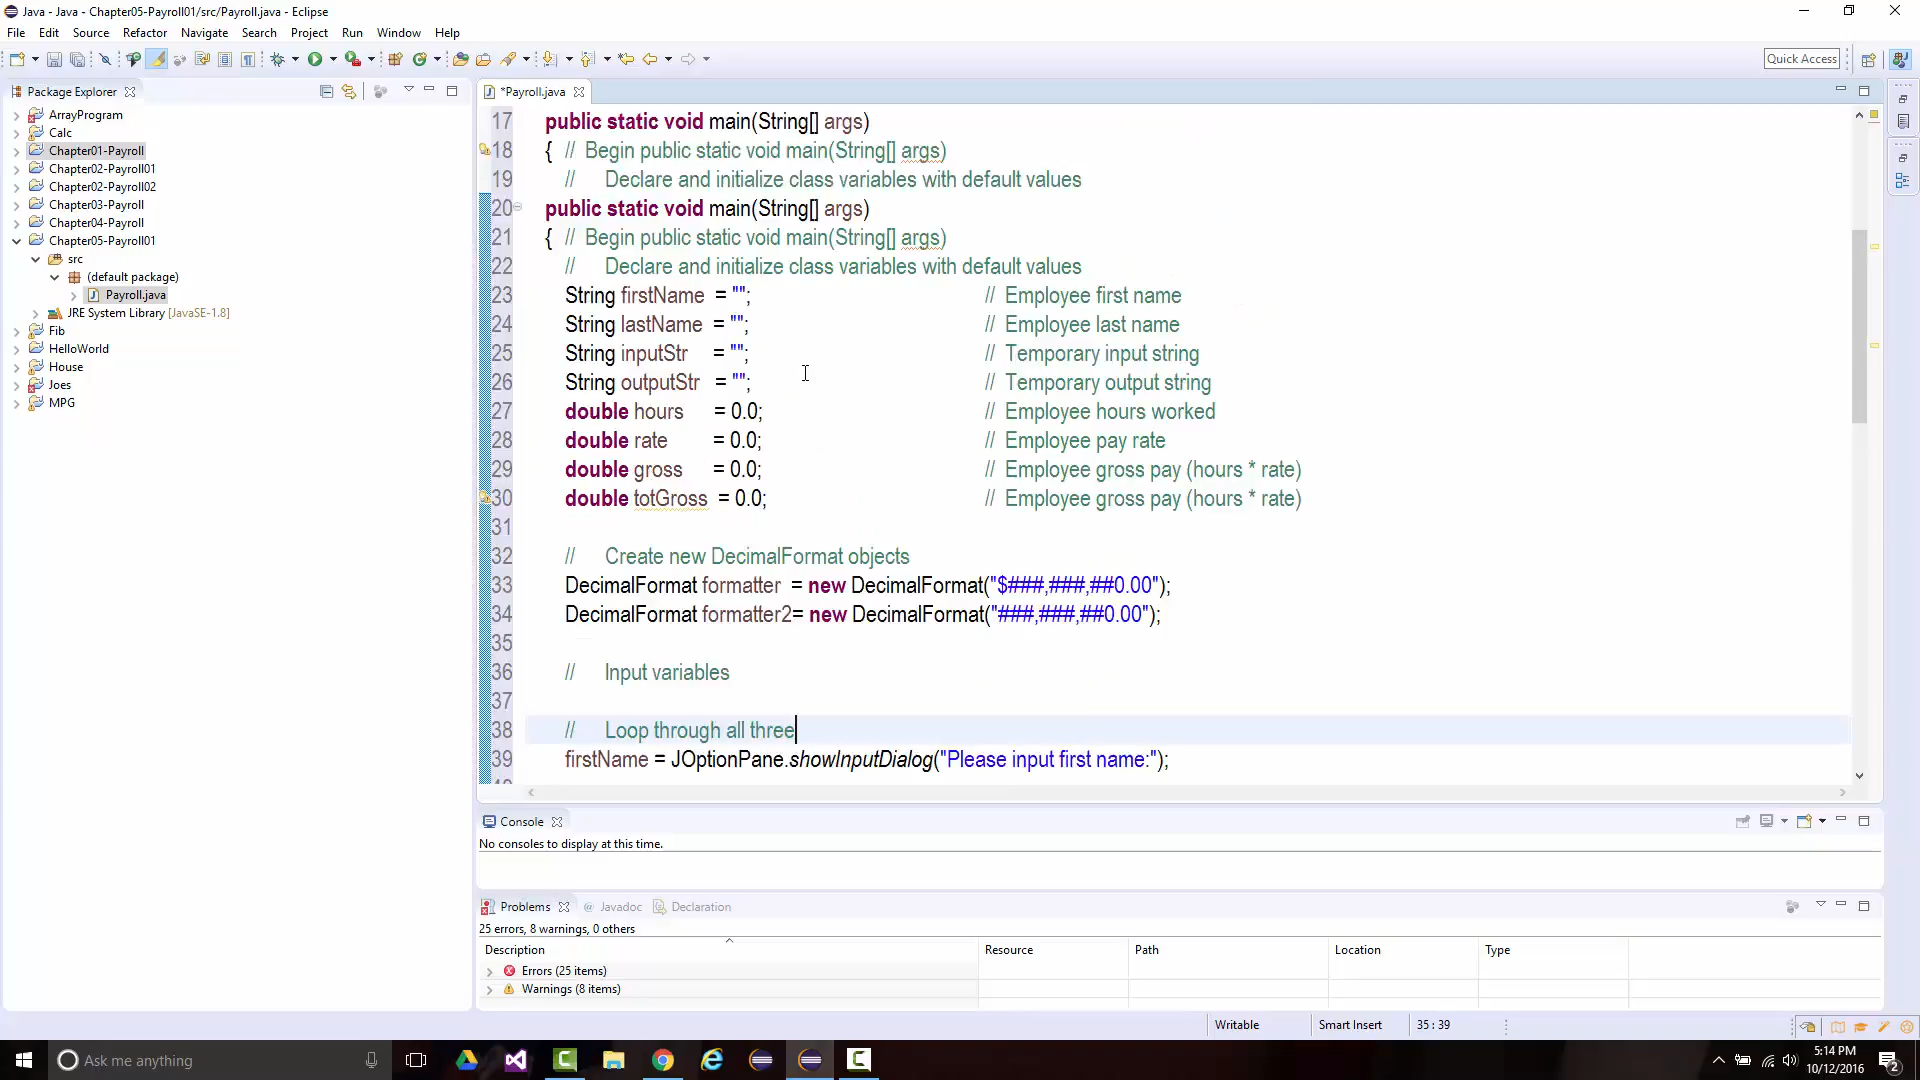 Java - Java - Chapter05-Payroll01/src/Payroll.java - Eclipse
File Edit Source Refactor Navigate Search Project Run Window Help
Quick Access
Package Explorer
ArrayProgram
Calc
Chapter01-Payroll
Chapter02-Payroll01
Chapter02-Payroll02
Chapter03-Payroll
Chapter04-Payroll
Chapter05-Payroll01
src
(default package)
Payroll.java
JRE System Library [JavaSE-1.8]
Fib
HelloWorld
House
Joes
MPG
*Payroll.java
17 public static void main(String[] args)
18 { // Begin public static void main(String[] args)
19 // Declare and initialize class variables with default values
20 public static void main(String[] args)
21 { // Begin public static void main(String[] args)
22 // Declare and initialize class variables with default values
23 String firstName = ""; // Employee first name
24 String lastName = ""; // Employee last name
25 String inputStr = ""; // Temporary input string
26 String outputStr = ""; // Temporary output string
27 double hours = 0.0; // Employee hours worked
28 double rate = 0.0; // Employee pay rate
29 double gross = 0.0; // Employee gross pay (hours * rate)
30 double totGross = 0.0; // Employee gross pay (hours * rate)
31
32 // Create new DecimalFormat objects
33 DecimalFormat formatter = new DecimalFormat("$###,###,##0.00");
34 DecimalFormat formatter2= new DecimalFormat("###,###,##0.00");
35
36 // Input variables
37
38 // Loop through all three
39 firstName = JOptionPane.showInputDialog("Please input first name:");
Console
No consoles to display at this time.
Problems @ Javadoc Declaration
25 errors, 8 warnings, 0 others
Description Resource Path Location Type
Errors (25 items)
Warnings (8 items)
Writable Smart Insert 35 : 39
Ask me anything
5:14 PM
10/12/2016
2